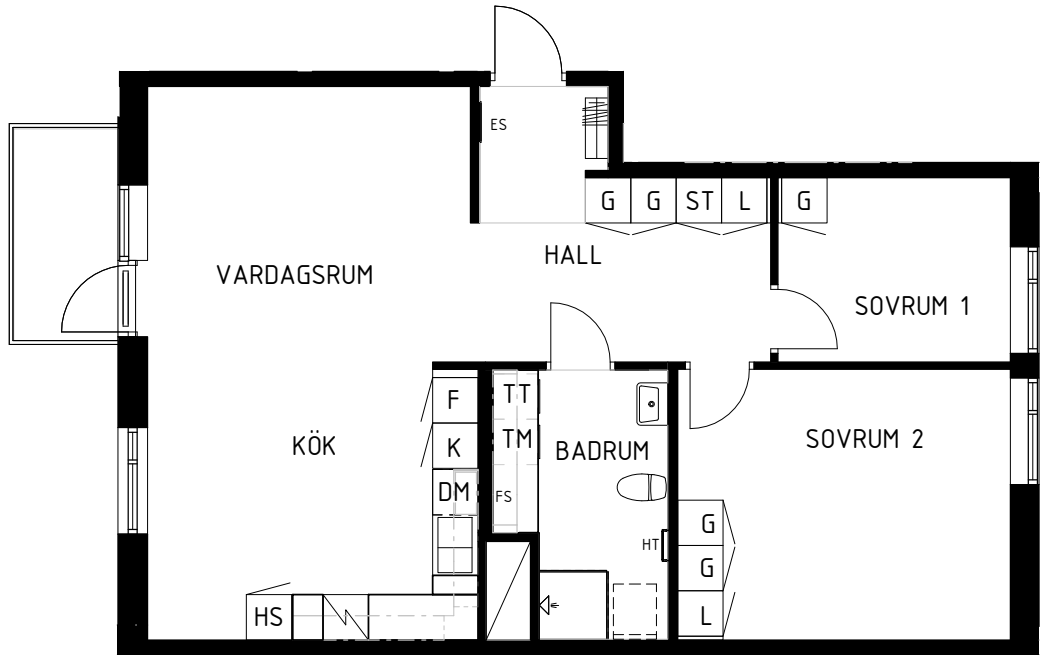 ES
G G ST L G
HALL
VARDAGSRUM
SOVRUM 1
F
TT
K
TM
KÖK
BADRUM
SOVRUM 2
DM
FS
G
HT
G
HS
L